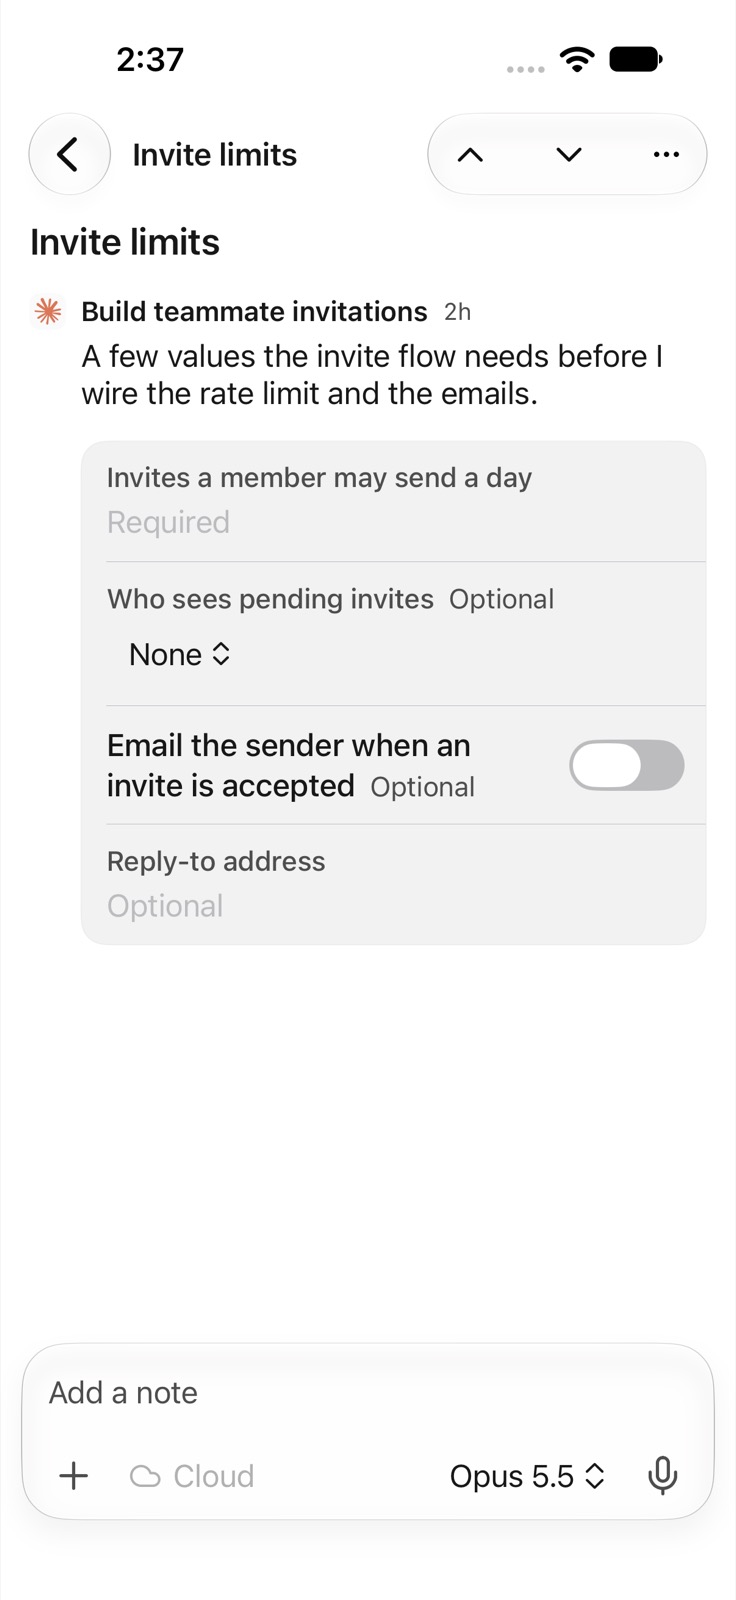 2:37
Invite limits
Invite limits
Build teammate invitations 2h
A few values the invite flow needs before I
wire the rate limit and the emails.
Invites a member may send a day
Required
Who sees pending invites Optional
None
Email the sender when an
invite is accepted Optional
Reply-to address
Optional
Add a note
Cloud
Opus 5.5